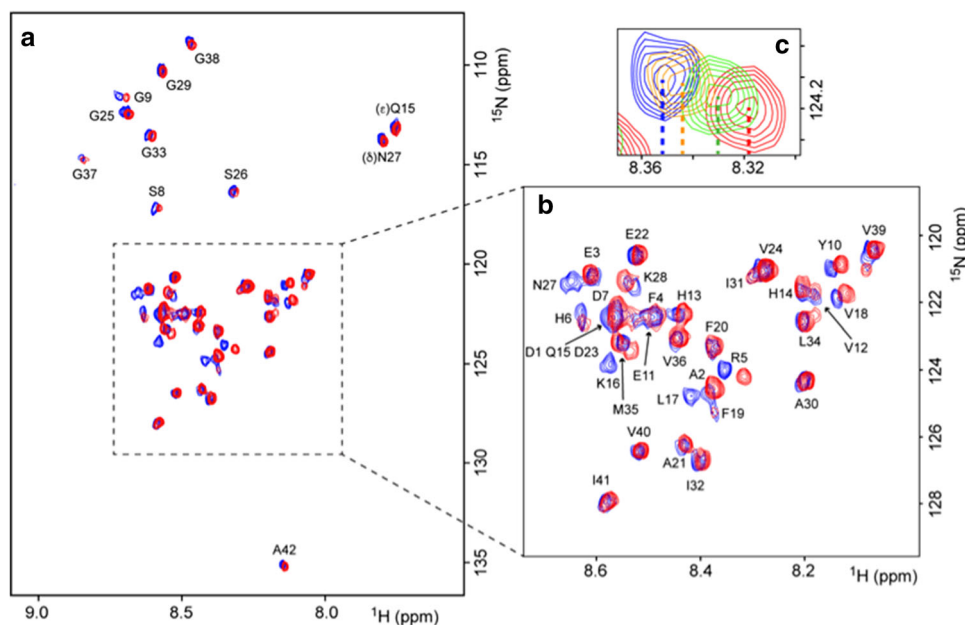 a
G38
G29
G9
G25
G33
G37
S8
S26
(ε)Q15
(δ)N27
A42
110
115
120
125
130
135
¹⁵N (ppm)
9.0
8.5
8.0
¹H (ppm)
c
124.2
8.36
8.32
b
E22
E3
N27
K28
D7
F4
H13
H6
D1 Q15 D23
E11
V36
K16
M35
V24
I31
V39
Y10
H14
V18
V12
L34
F20
R5
A2
L17
F19
A30
V40
A21
I32
I41
120
122
124
126
128
¹⁵N (ppm)
8.6
8.4
8.2
¹H (ppm)